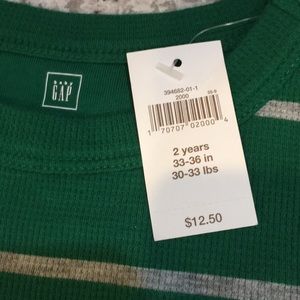 baby
GAP
394682-01-1
2000
1 70707 02000 4
2 years
33-36 in
30-33 lbs
$12.50